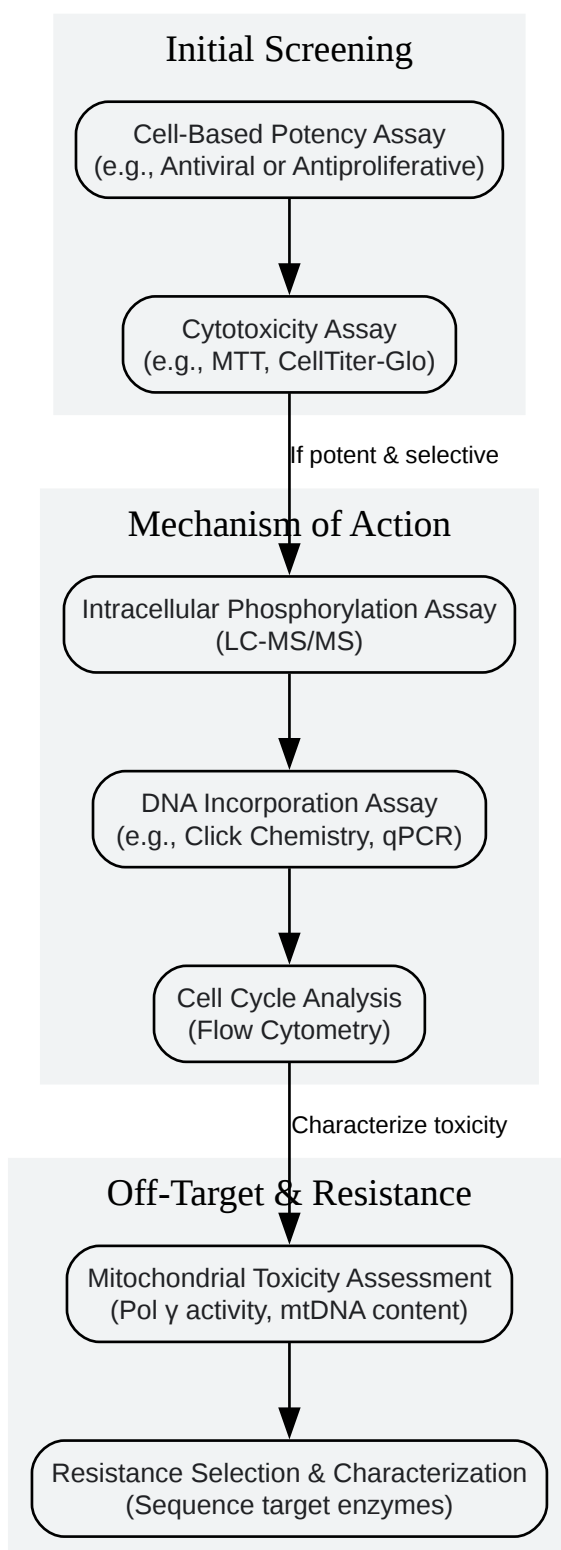 Initial Screening
Cell-Based Potency Assay
(e.g., Antiviral or Antiproliferative)
Cytotoxicity Assay
(e.g., MTT, CellTiter-Glo)
If potent & selective
Mechanism of Action
Intracellular Phosphorylation Assay
(LC-MS/MS)
DNA Incorporation Assay
(e.g., Click Chemistry, qPCR)
Cell Cycle Analysis
(Flow Cytometry)
Characterize toxicity
Off-Target & Resistance
Mitochondrial Toxicity Assessment
(Pol γ activity, mtDNA content)
Resistance Selection & Characterization
(Sequence target enzymes)